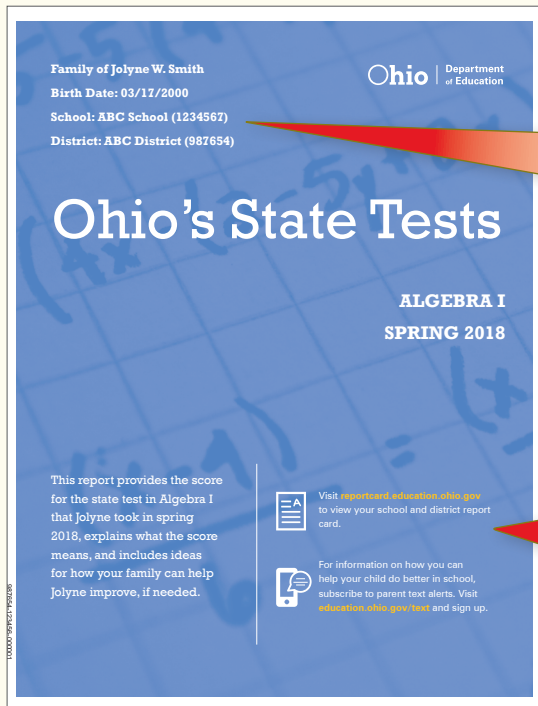 Family of Jolyne W. Smith
Birth Date: 03/17/2000
School: ABC School (1234567)
District: ABC District (987654)
Ohio | Department of Education
Ohio’s State Tests
ALGEBRA I
SPRING 2018
This report provides the score
for the state test in Algebra I
that Jolyne took in spring
2018, explains what the score
means, and includes ideas
for how your family can help
Jolyne improve, if needed.
Visit reportcard.education.ohio.gov
to view your school and district report
card.
For information on how you can
help your child do better in school,
subscribe to parent text alerts. Visit
education.ohio.gov/text and sign up.
987654-123456-000001